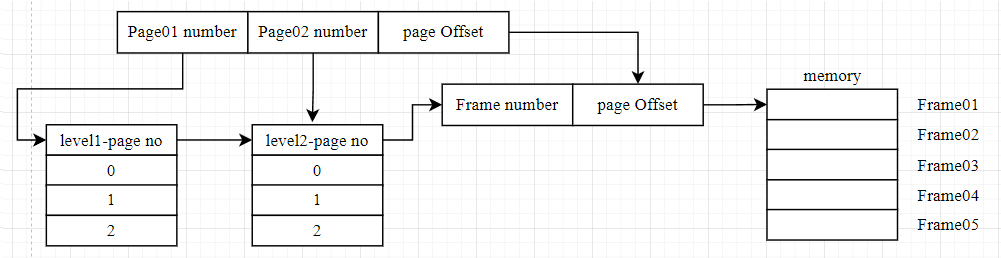 Page01 number Page02 number page Offset
memory
Frame number page Offset Frame01
level1-page no level2-page no Frame02
0 0 Frame03
1 1 Frame04
2 2 Frame05